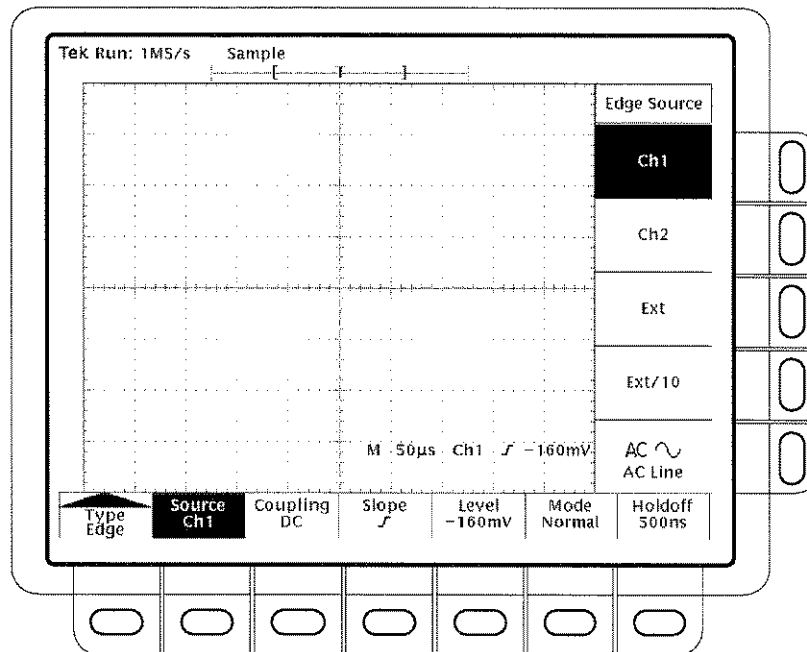 Tek Run: 1MS/s Sample
Edge Source
Ch1
Ch2
Ext
Ext/10
M 50µs Ch1 -160mV
AC
AC Line
Type
Edge
Source
Ch1
Coupling
DC
Slope
Level
-160mV
Mode
Normal
Holdoff
500ns